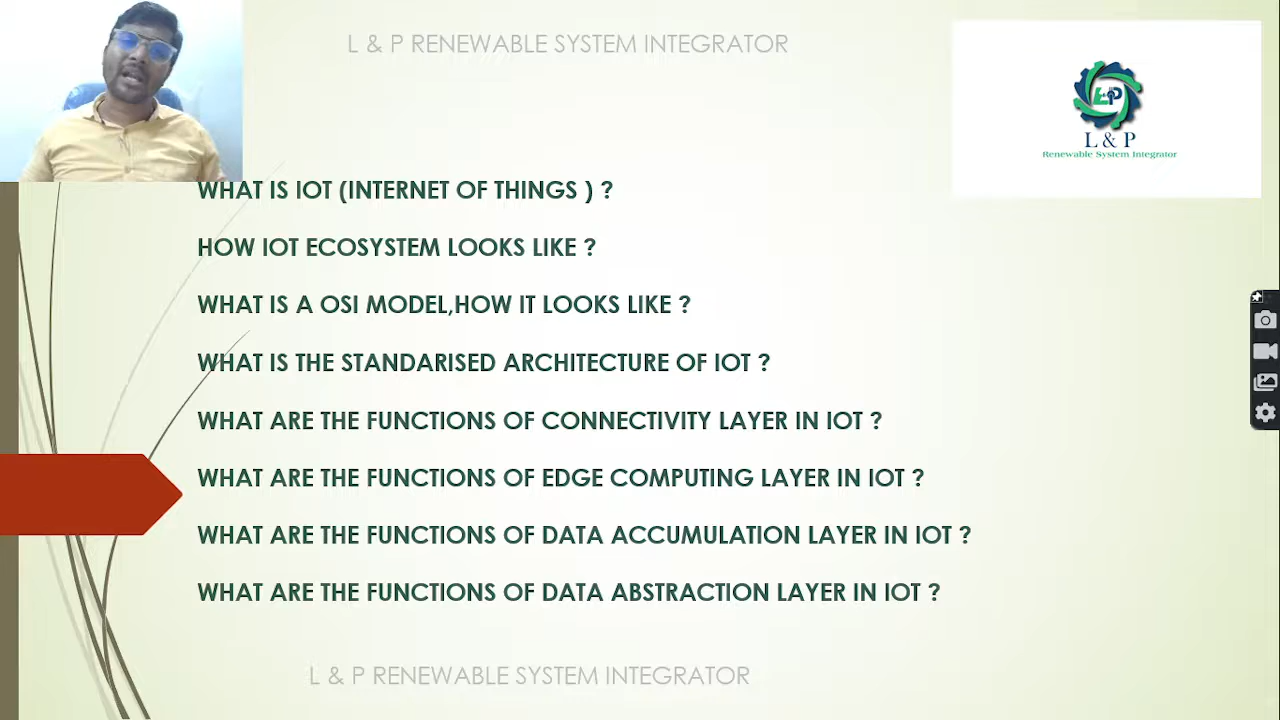 L & P RENEWABLE SYSTEM INTEGRATOR
L&P
L & P
Renewable System Integrator
WHAT IS IOT (INTERNET OF THINGS ) ?
HOW IOT ECOSYSTEM LOOKS LIKE ?
WHAT IS A OSI MODEL,HOW IT LOOKS LIKE ?
WHAT IS THE STANDARISED ARCHITECTURE OF IOT ?
WHAT ARE THE FUNCTIONS OF CONNECTIVITY LAYER IN IOT ?
WHAT ARE THE FUNCTIONS OF EDGE COMPUTING LAYER IN IOT ?
WHAT ARE THE FUNCTIONS OF DATA ACCUMULATION LAYER IN IOT ?
WHAT ARE THE FUNCTIONS OF DATA ABSTRACTION LAYER IN IOT ?
L & P RENEWABLE SYSTEM INTEGRATOR